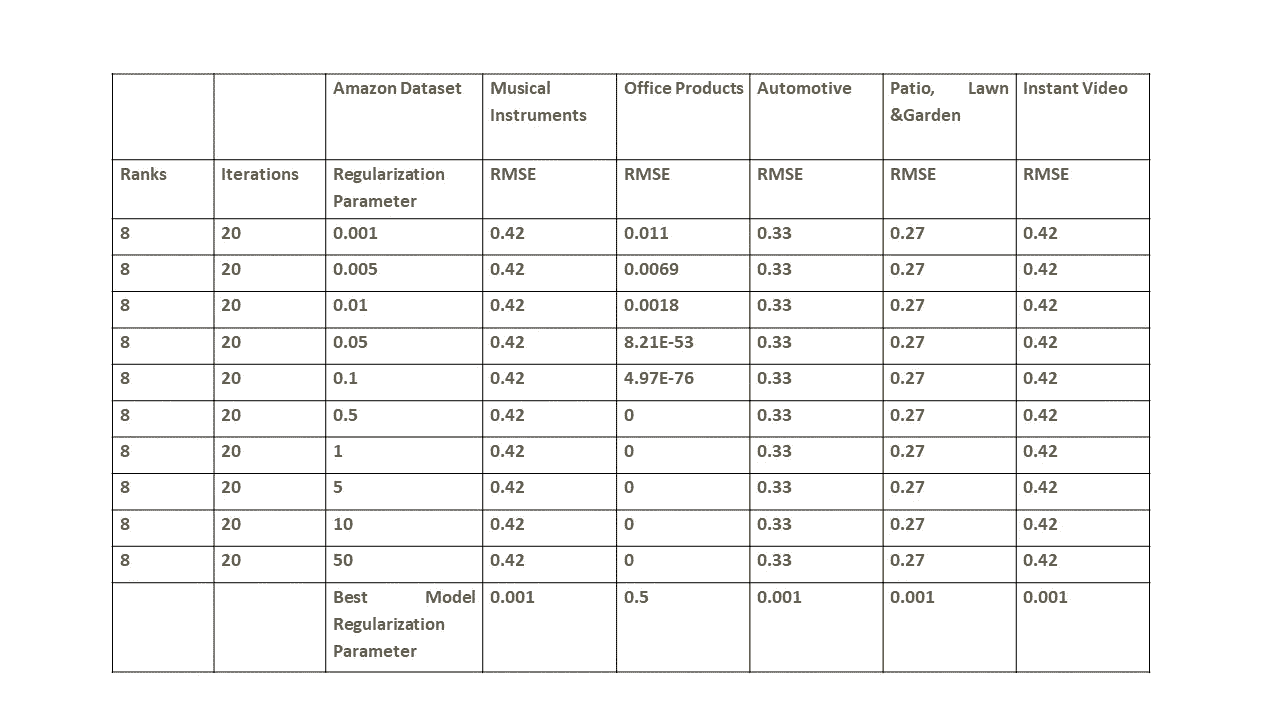 Amazon Dataset Musical Office Products Automotive Patio, Lawn Instant Video
Instruments &Garden
Ranks Iterations Regularization RMSE RMSE RMSE RMSE RMSE
Parameter
8 20 0.001 0.42 0.011 0.33 0.27 0.42
8 20 0.005 0.42 0.0069 0.33 0.27 0.42
8 20 0.01 0.42 0.0018 0.33 0.27 0.42
8 20 0.05 0.42 8.21E-53 0.33 0.27 0.42
8 20 0.1 0.42 4.97E-76 0.33 0.27 0.42
8 20 0.5 0.42 0 0.33 0.27 0.42
8 20 1 0.42 0 0.33 0.27 0.42
8 20 5 0.42 0 0.33 0.27 0.42
8 20 10 0.42 0 0.33 0.27 0.42
8 20 50 0.42 0 0.33 0.27 0.42
Best Model 0.001 0.5 0.001 0.001 0.001
Regularization
Parameter